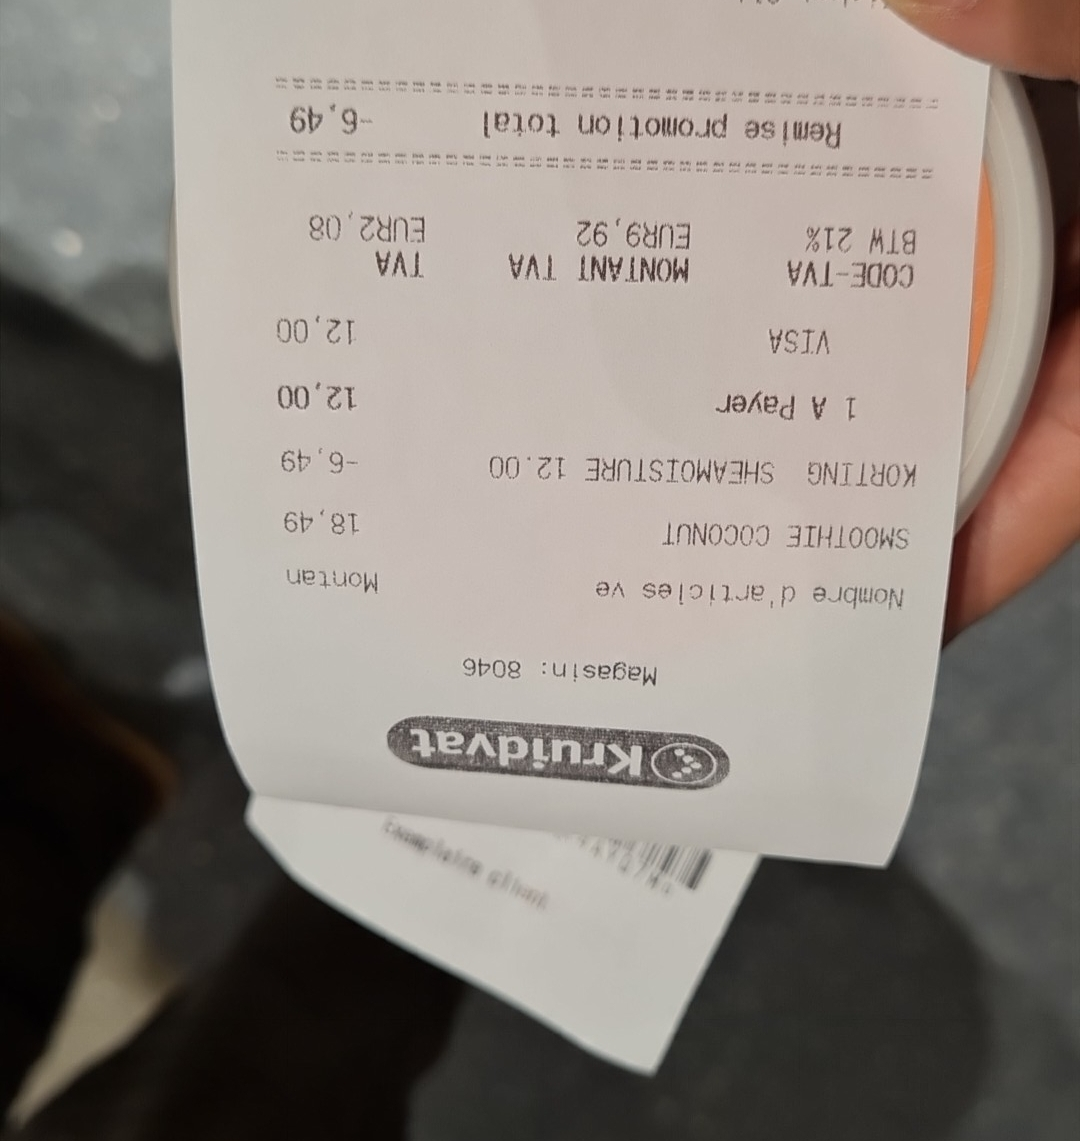 Kruidvat
Magasin: 8046
Nombre d'articles ve Montan
SMOOTHIE COCONUT 18,49
KORTING SHEAMOISTURE 12.00 -6,49
1 A Payer 12,00
VISA 12,00
CODE-TVA MONTANT TVA TVA
BTW 21% EUR9,92 EUR2,08
Remise promotion total -6,49
Exemplaire client